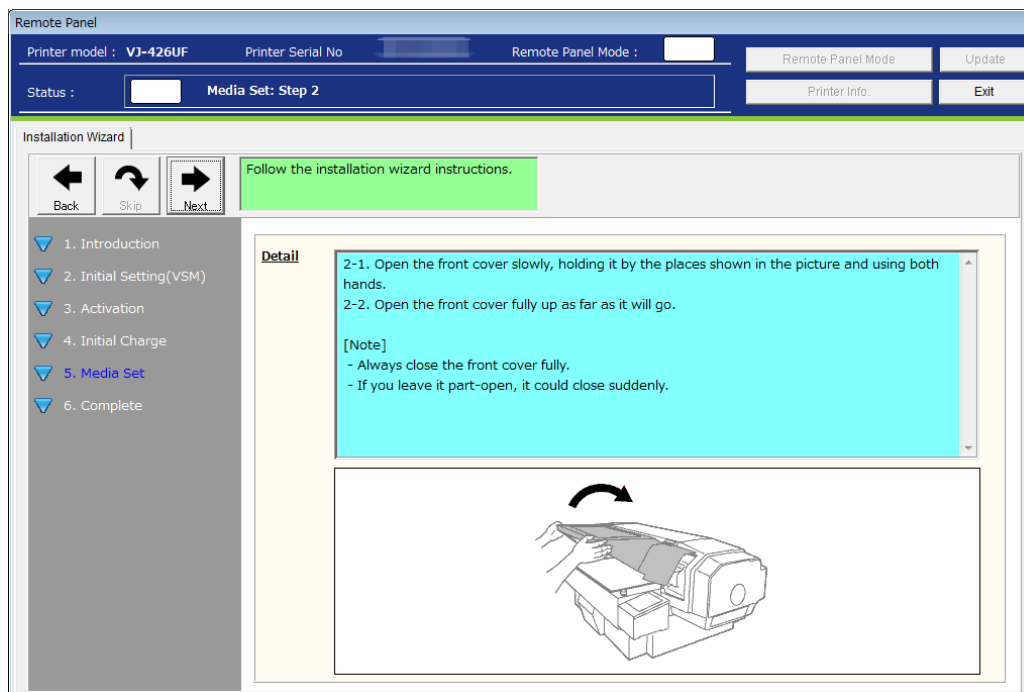 Remote Panel
Printer model : VJ-426UF Printer Serial No Remote Panel Mode :
Remote Panel Mode Update
Status : Media Set: Step 2
Printer Info. Exit
Installation Wizard
Back Skip Next
Follow the installation wizard instructions.
1. Introduction
2. Initial Setting(VSM)
3. Activation
4. Initial Charge
5. Media Set
6. Complete
Detail
2-1. Open the front cover slowly, holding it by the places shown in the picture and using both
hands.
2-2. Open the front cover fully up as far as it will go.
[Note]
- Always close the front cover fully.
- If you leave it part-open, it could close suddenly.